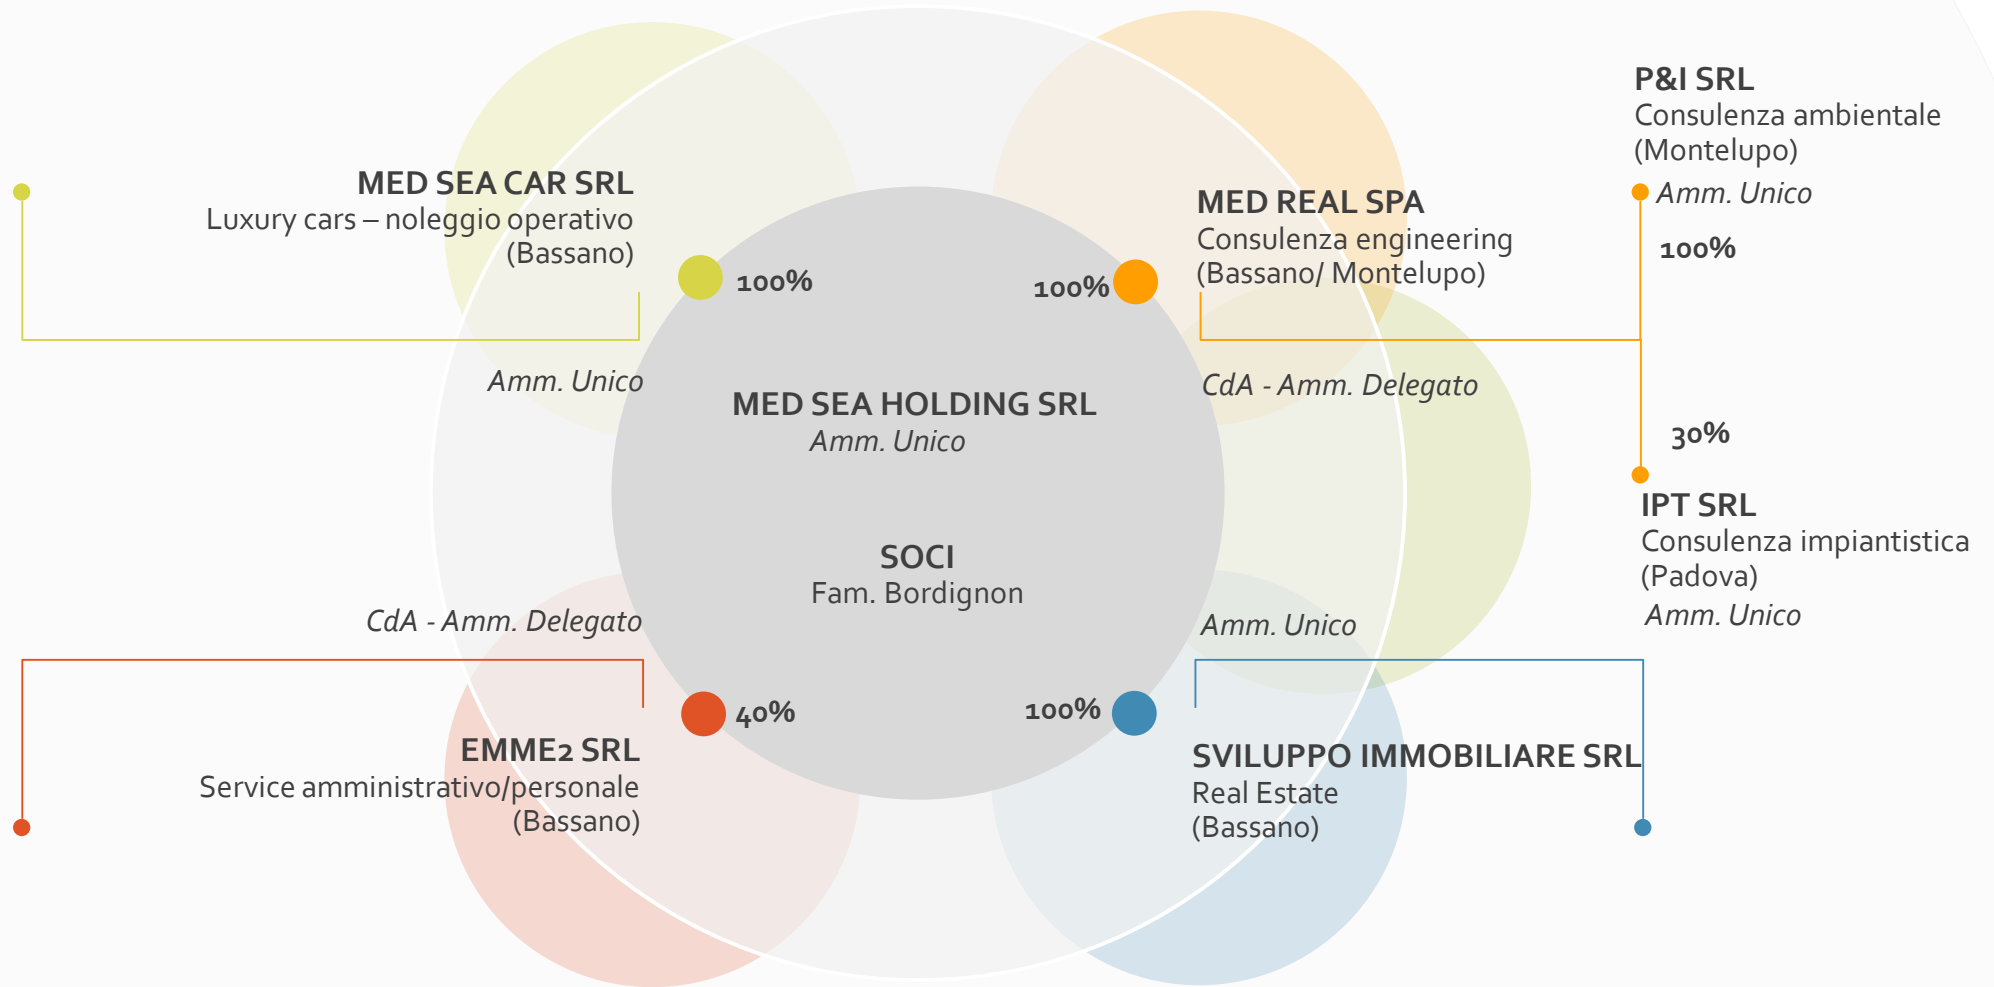 MED SEA CAR SRL
Luxury cars – noleggio operativo
(Bassano)
100%
Amm. Unico
MED REAL SPA
Consulenza engineering
(Bassano/ Montelupo)
100%
CdA - Amm. Delegato
P&I SRL
Consulenza ambientale
(Montelupo)
Amm. Unico
100%
30%
IPT SRL
Consulenza impiantistica
(Padova)
Amm. Unico
MED SEA HOLDING SRL
Amm. Unico
SOCI
Fam. Bordignon
CdA - Amm. Delegato
40%
EMME2 SRL
Service amministrativo/personale
(Bassano)
Amm. Unico
100%
SVILUPPO IMMOBILIARE SRL
Real Estate
(Bassano)